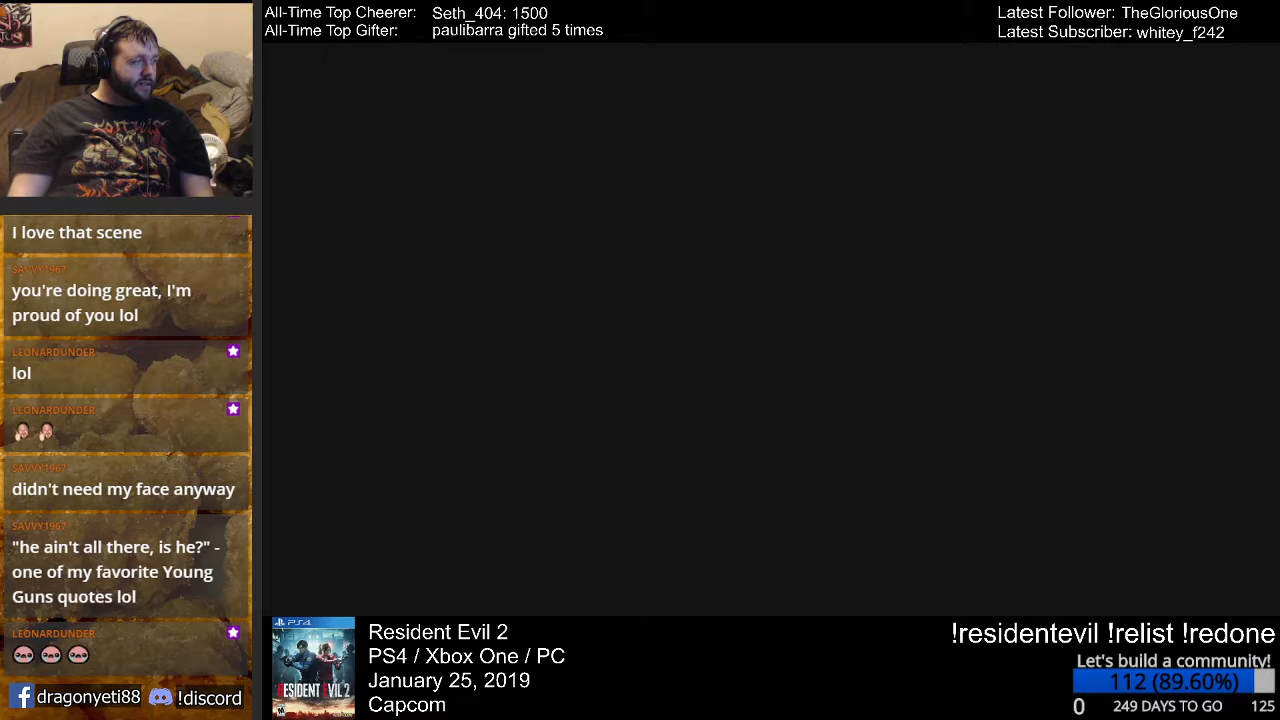 All-Time Top Cheerer: Seth_404: 1500
All-Time Top Gifter: paulibarra gifted 5 times
Latest Follower: TheGloriousOne
Latest Subscriber: whitey_f242
I love that scene
SAVVY1967
you're doing great, I'm
proud of you lol
LEONARDUNDER
lol
LEONARDUNDER
SAVVY1967
didn't need my face anyway
SAVVY1967
"he ain't all there, is he?" -
one of my favorite Young
Guns quotes lol
LEONARDUNDER
dragonyeti88 !discord
PS4
RESIDENT EVIL 2
Resident Evil 2
PS4 / Xbox One / PC
January 25, 2019
Capcom
!residentevil !relist !redone
Let's build a community!
112 (89.60%)
0 249 DAYS TO GO 125